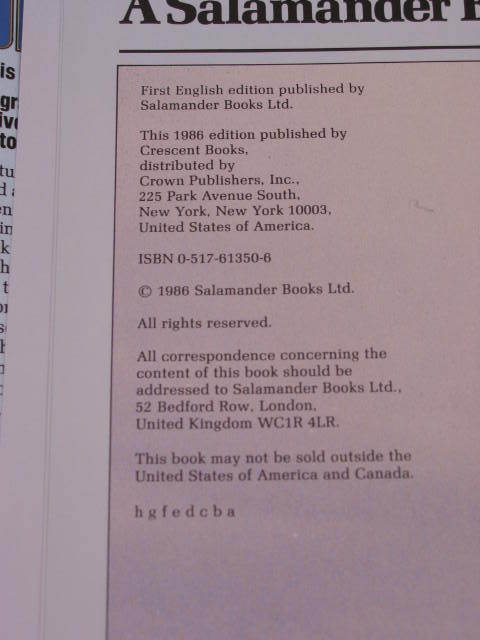 A Salamander
First English edition published by
Salamander Books Ltd.
This 1986 edition published by
Crescent Books,
distributed by
Crown Publishers, Inc.,
225 Park Avenue South,
New York, New York 10003,
United States of America.
ISBN 0-517-61350-6
© 1986 Salamander Books Ltd.
All rights reserved.
All correspondence concerning the
content of this book should be
addressed to Salamander Books Ltd.,
52 Bedford Row, London,
United Kingdom WC1R 4LR.
This book may not be sold outside the
United States of America and Canada.
h g f e d c b a